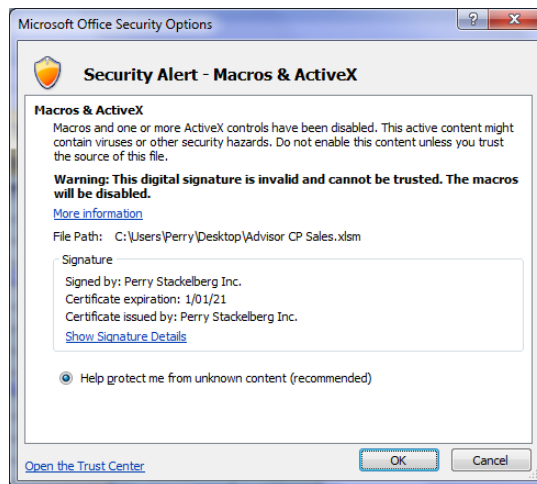 Microsoft Office Security Options
Security Alert - Macros & ActiveX
Macros & ActiveX
Macros and one or more ActiveX controls have been disabled. This active content might
contain viruses or other security hazards. Do not enable this content unless you trust
the source of this file.
Warning: This digital signature is invalid and cannot be trusted. The macros
will be disabled.
More information
File Path: C:\Users\Perry\Desktop\Advisor CP Sales.xlsm
Signature
Signed by: Perry Stackelberg Inc.
Certificate expiration: 1/01/21
Certificate issued by: Perry Stackelberg Inc.
Show Signature Details
Help protect me from unknown content (recommended)
Open the Trust Center
OK
Cancel